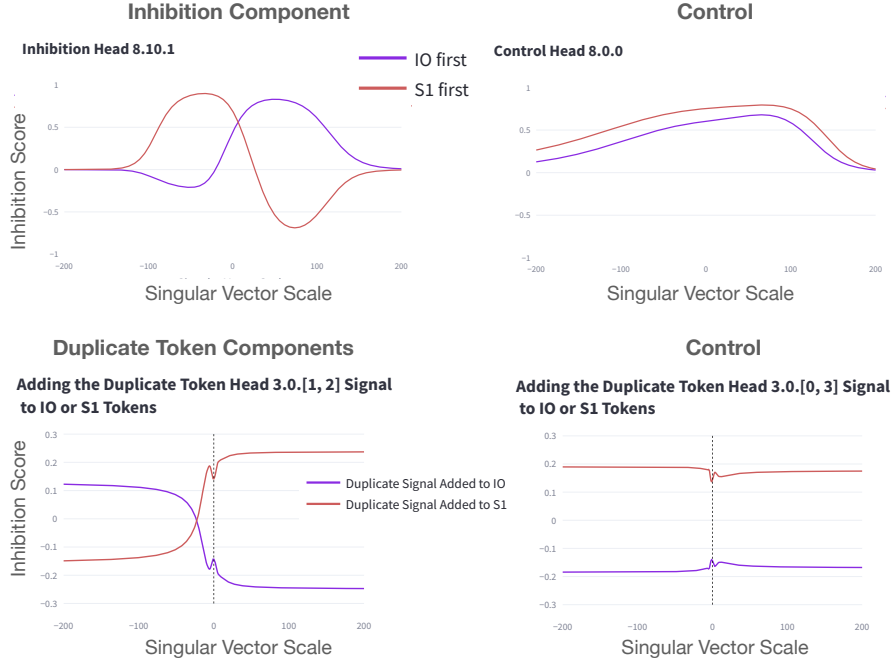 Inhibition Component
Control
Inhibition Head 8.10.1
IO first
S1 first
Control Head 8.0.0
Inhibition Score
1
0.5
0
−0.5
−1
−200
−100
0
100
200
Singular Vector Scale
1
0.5
0
−0.5
−1
−200
−100
0
100
200
Singular Vector Scale
Duplicate Token Components
Control
Adding the Duplicate Token Head 3.0.[1, 2] Signal
to IO or S1 Tokens
Adding the Duplicate Token Head 3.0.[0, 3] Signal
to IO or S1 Tokens
Inhibition Score
0.3
0.2
0.1
0
−0.1
−0.2
−0.3
−200
−100
0
100
200
Singular Vector Scale
Duplicate Signal Added to IO
Duplicate Signal Added to S1
0.3
0.2
0.1
0
−0.1
−0.2
−0.3
−200
−100
0
100
200
Singular Vector Scale